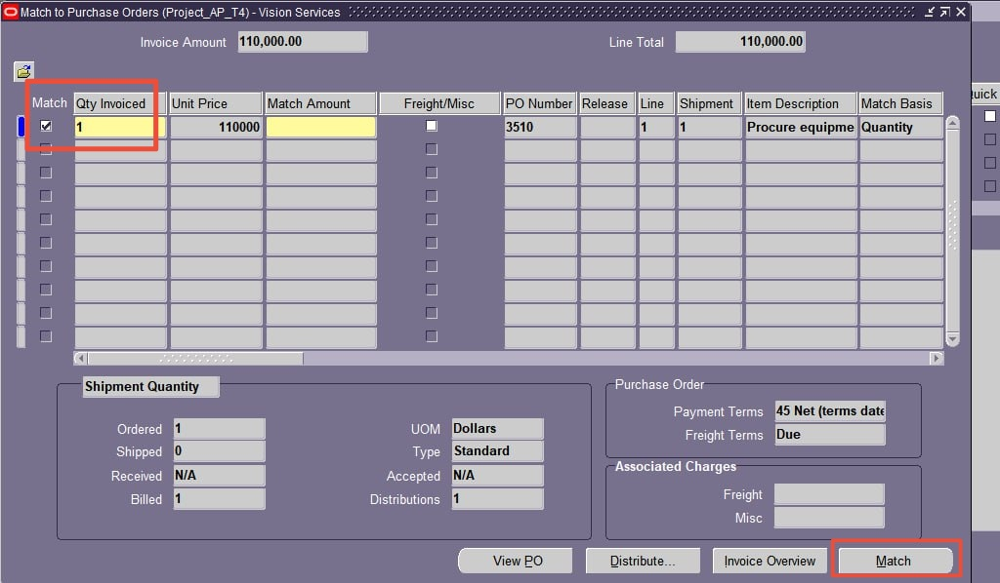 Match to Purchase Orders (Project_AP_T4) - Vision Services
Invoice Amount 110,000.00 Line Total 110,000.00
Match Qty Invoiced Unit Price Match Amount Freight/Misc PO Number Release Line Shipment Item Description Match Basis
1 110000 3510 1 1 Procure equipme Quantity
Shipment Quantity
Ordered 1 UOM Dollars
Shipped 0 Type Standard
Received N/A Accepted N/A
Billed 1 Distributions 1
Purchase Order
Payment Terms 45 Net (terms date
Freight Terms Due
Associated Charges
Freight
Misc
View PO Distribute... Invoice Overview Match